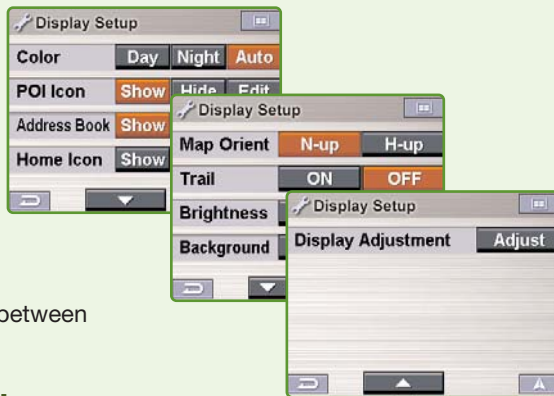 Display Setup
Color Day Night Auto
POI Icon Show Hide Edit
Address Book Show
Home Icon Show
Display Setup
Map Orient N-up H-up
Trail ON OFF
Brightness
Background
Display Setup
Display Adjustment Adjust
between